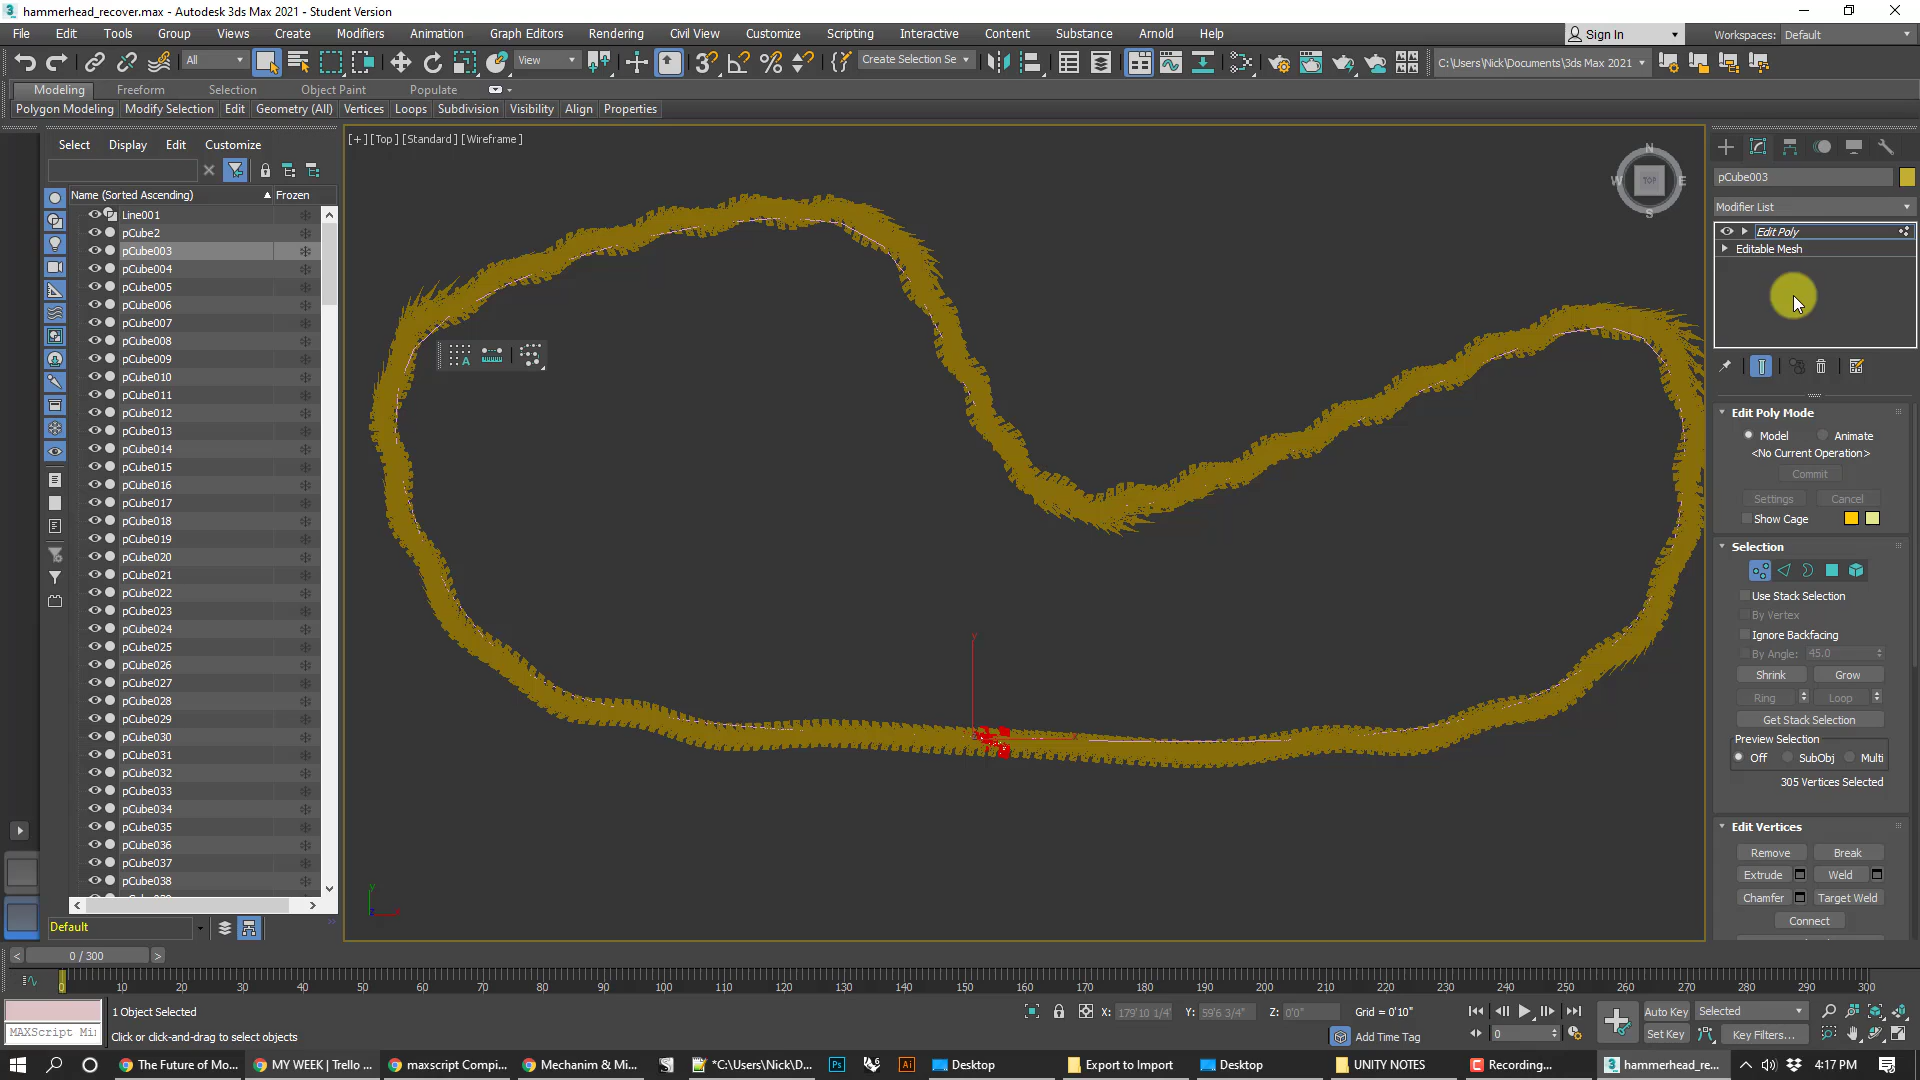 hammerhead_recover.max - Autodesk 3ds Max 2021 - Student Version
File Edit Tools Group Views Create Modifiers Animation Graph Editors Rendering Civil View Customize Scripting Interactive Content Substance Arnold Help
Sign In Workspaces: Default
All View Create Selection Se C:\Users\Nick\Documents\3ds Max 2021
Modeling Freeform Selection Object Paint Populate
Polygon Modeling Modify Selection Edit Geometry (All) Vertices Loops Subdivision Visibility Align Properties
Select Display Edit Customize
Name (Sorted Ascending) Frozen
Line001
pCube2
pCube003
pCube004
pCube005
pCube006
pCube007
pCube008
pCube009
pCube010
pCube011
pCube012
pCube013
pCube014
pCube015
pCube016
pCube017
pCube018
pCube019
pCube020
pCube021
pCube022
pCube023
pCube024
pCube025
pCube026
pCube027
pCube028
pCube029
pCube030
pCube031
pCube032
pCube033
pCube034
pCube035
pCube036
pCube037
pCube038
Default
[+] [Top] [Standard] [Wireframe]
N
W TOP E
S
A
y
x
y
pCube003
Modifier List
Edit Poly
Editable Mesh
Edit Poly Mode
Model Animate
<No Current Operation>
Commit
Settings Cancel
Show Cage
Selection
Use Stack Selection
By Vertex
Ignore Backfacing
By Angle: 45.0
Shrink Grow
Ring Loop
Get Stack Selection
Preview Selection
Off SubObj Multi
305 Vertices Selected
Edit Vertices
Remove Break
Extrude Weld
Chamfer Target Weld
Connect
< 0 / 300 >
10 20 30 40 50 60 70 80 90 100 110 120 130 140 150 160 170 180 190 200 210 220 230 240 250 260 270 280 290 300
1 Object Selected
X: 179'10 1/4" Y: 59'6 3/4" Z: 0'0" Grid = 0'10"
Auto Key Selected
MAXScript Mi
Click or click-and-drag to select objects
Add Time Tag
0
Set Key Key Filters...
The Future of Mo...
MY WEEK | Trello ...
maxscript Compi...
Mechanim & Mi...
*C:\Users\Nick\D...
Ps
Ai
Desktop
Export to Import
Desktop
UNITY NOTES
Recording...
hammerhead_re...
4:17 PM